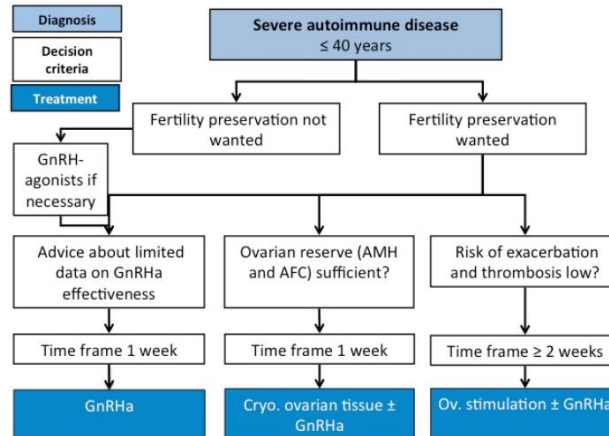 Diagnosis
Decision
criteria
Treatment
Severe autoimmune disease
≤ 40 years
Fertility preservation not
wanted
Fertility preservation
wanted
GnRH-
agonists if
necessary
Advice about limited
data on GnRHa
effectiveness
Ovarian reserve (AMH
and AFC) sufficient?
Risk of exacerbation
and thrombosis low?
Time frame 1 week
Time frame 1 week
Time frame ≥ 2 weeks
GnRHa
Cryo. ovarian tissue ±
GnRHa
Ov. stimulation ± GnRHa